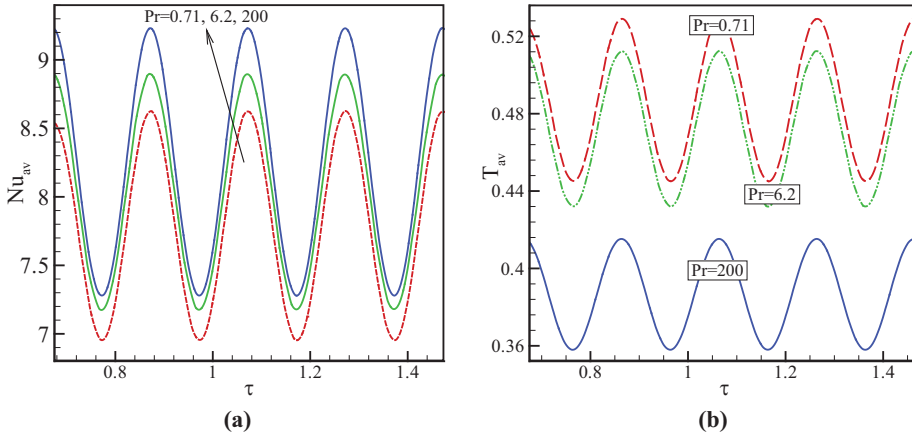 Pr=0.71, 6.2, 200
9
8.5
8
7.5
7
Nu_av
0.8
1
1.2
1.4
τ
(a)
Pr=0.71
0.52
0.48
0.44
0.4
0.36
T_av
Pr=6.2
Pr=200
0.8
1
1.2
1.4
τ
(b)